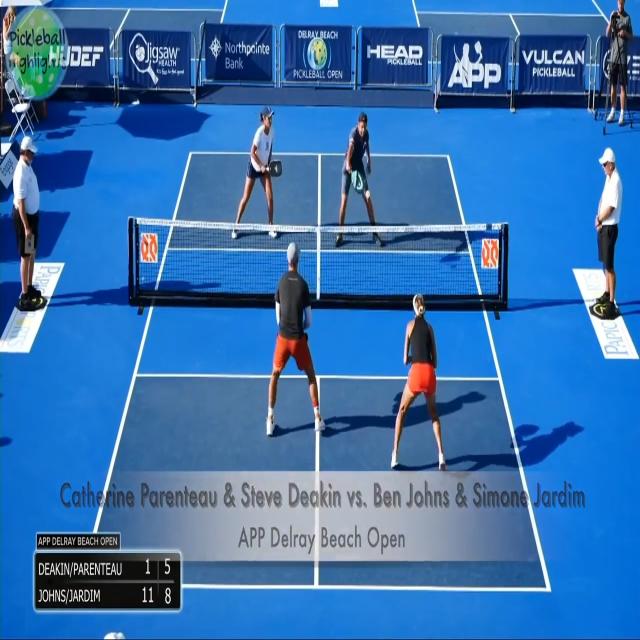 Pickleball
Highlight
HUDEF
Jigsaw
HEALTH
Northpointe
Bank
DELRAY BEACH
PICKLEBALL OPEN
HEAD
PICKLEBALL
APP
VULCAN
PICKLEBALL
Catherine Parenteau & Steve Deakin vs. Ben Johns & Simone Jardim
APP Delray Beach Open
APP DELRAY BEACH OPEN
DEAKIN/PARENTEAU 1 5
JOHNS/JARDIM 11 8